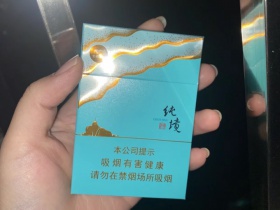 纯境
本公司提示
吸烟有害健康
请勿在禁烟场所吸烟